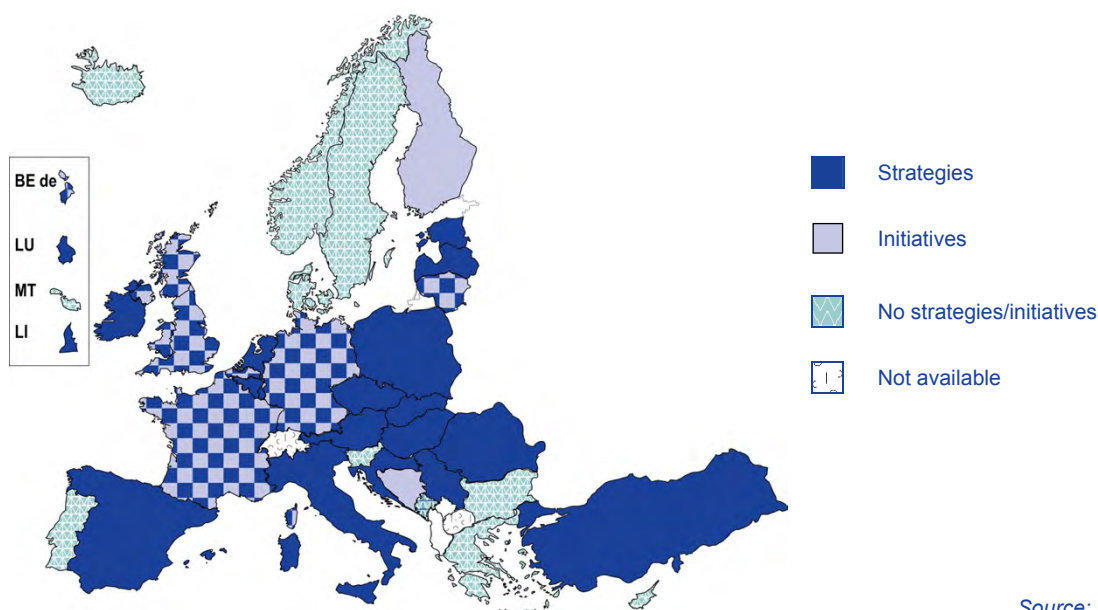 BE de
LU
MT
LI
Strategies
Initiatives
No strategies/initiatives
Not available
Source: